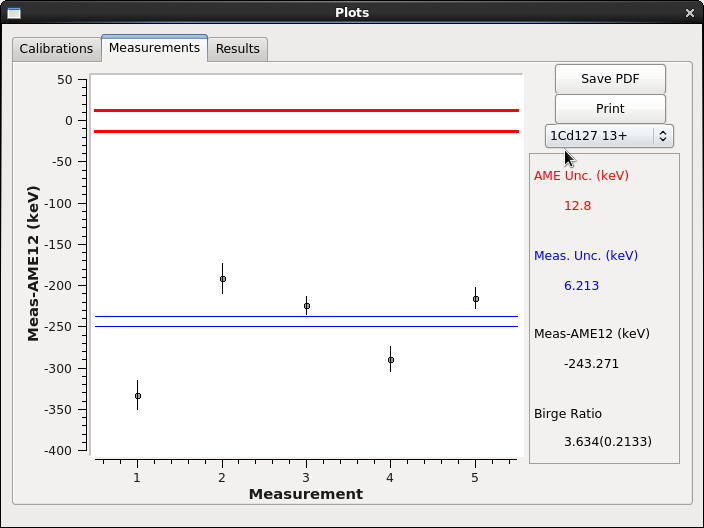 Plots
Calibrations Measurements Results
Save PDF
Print
1Cd127 13+
AME Unc. (keV)
12.8
Meas. Unc. (keV)
6.213
Meas-AME12 (keV)
-243.271
Birge Ratio
3.634(0.2133)
Meas-AME12 (keV)
50
0
-50
-100
-150
-200
-250
-300
-350
-400
1 2 3 4 5
Measurement